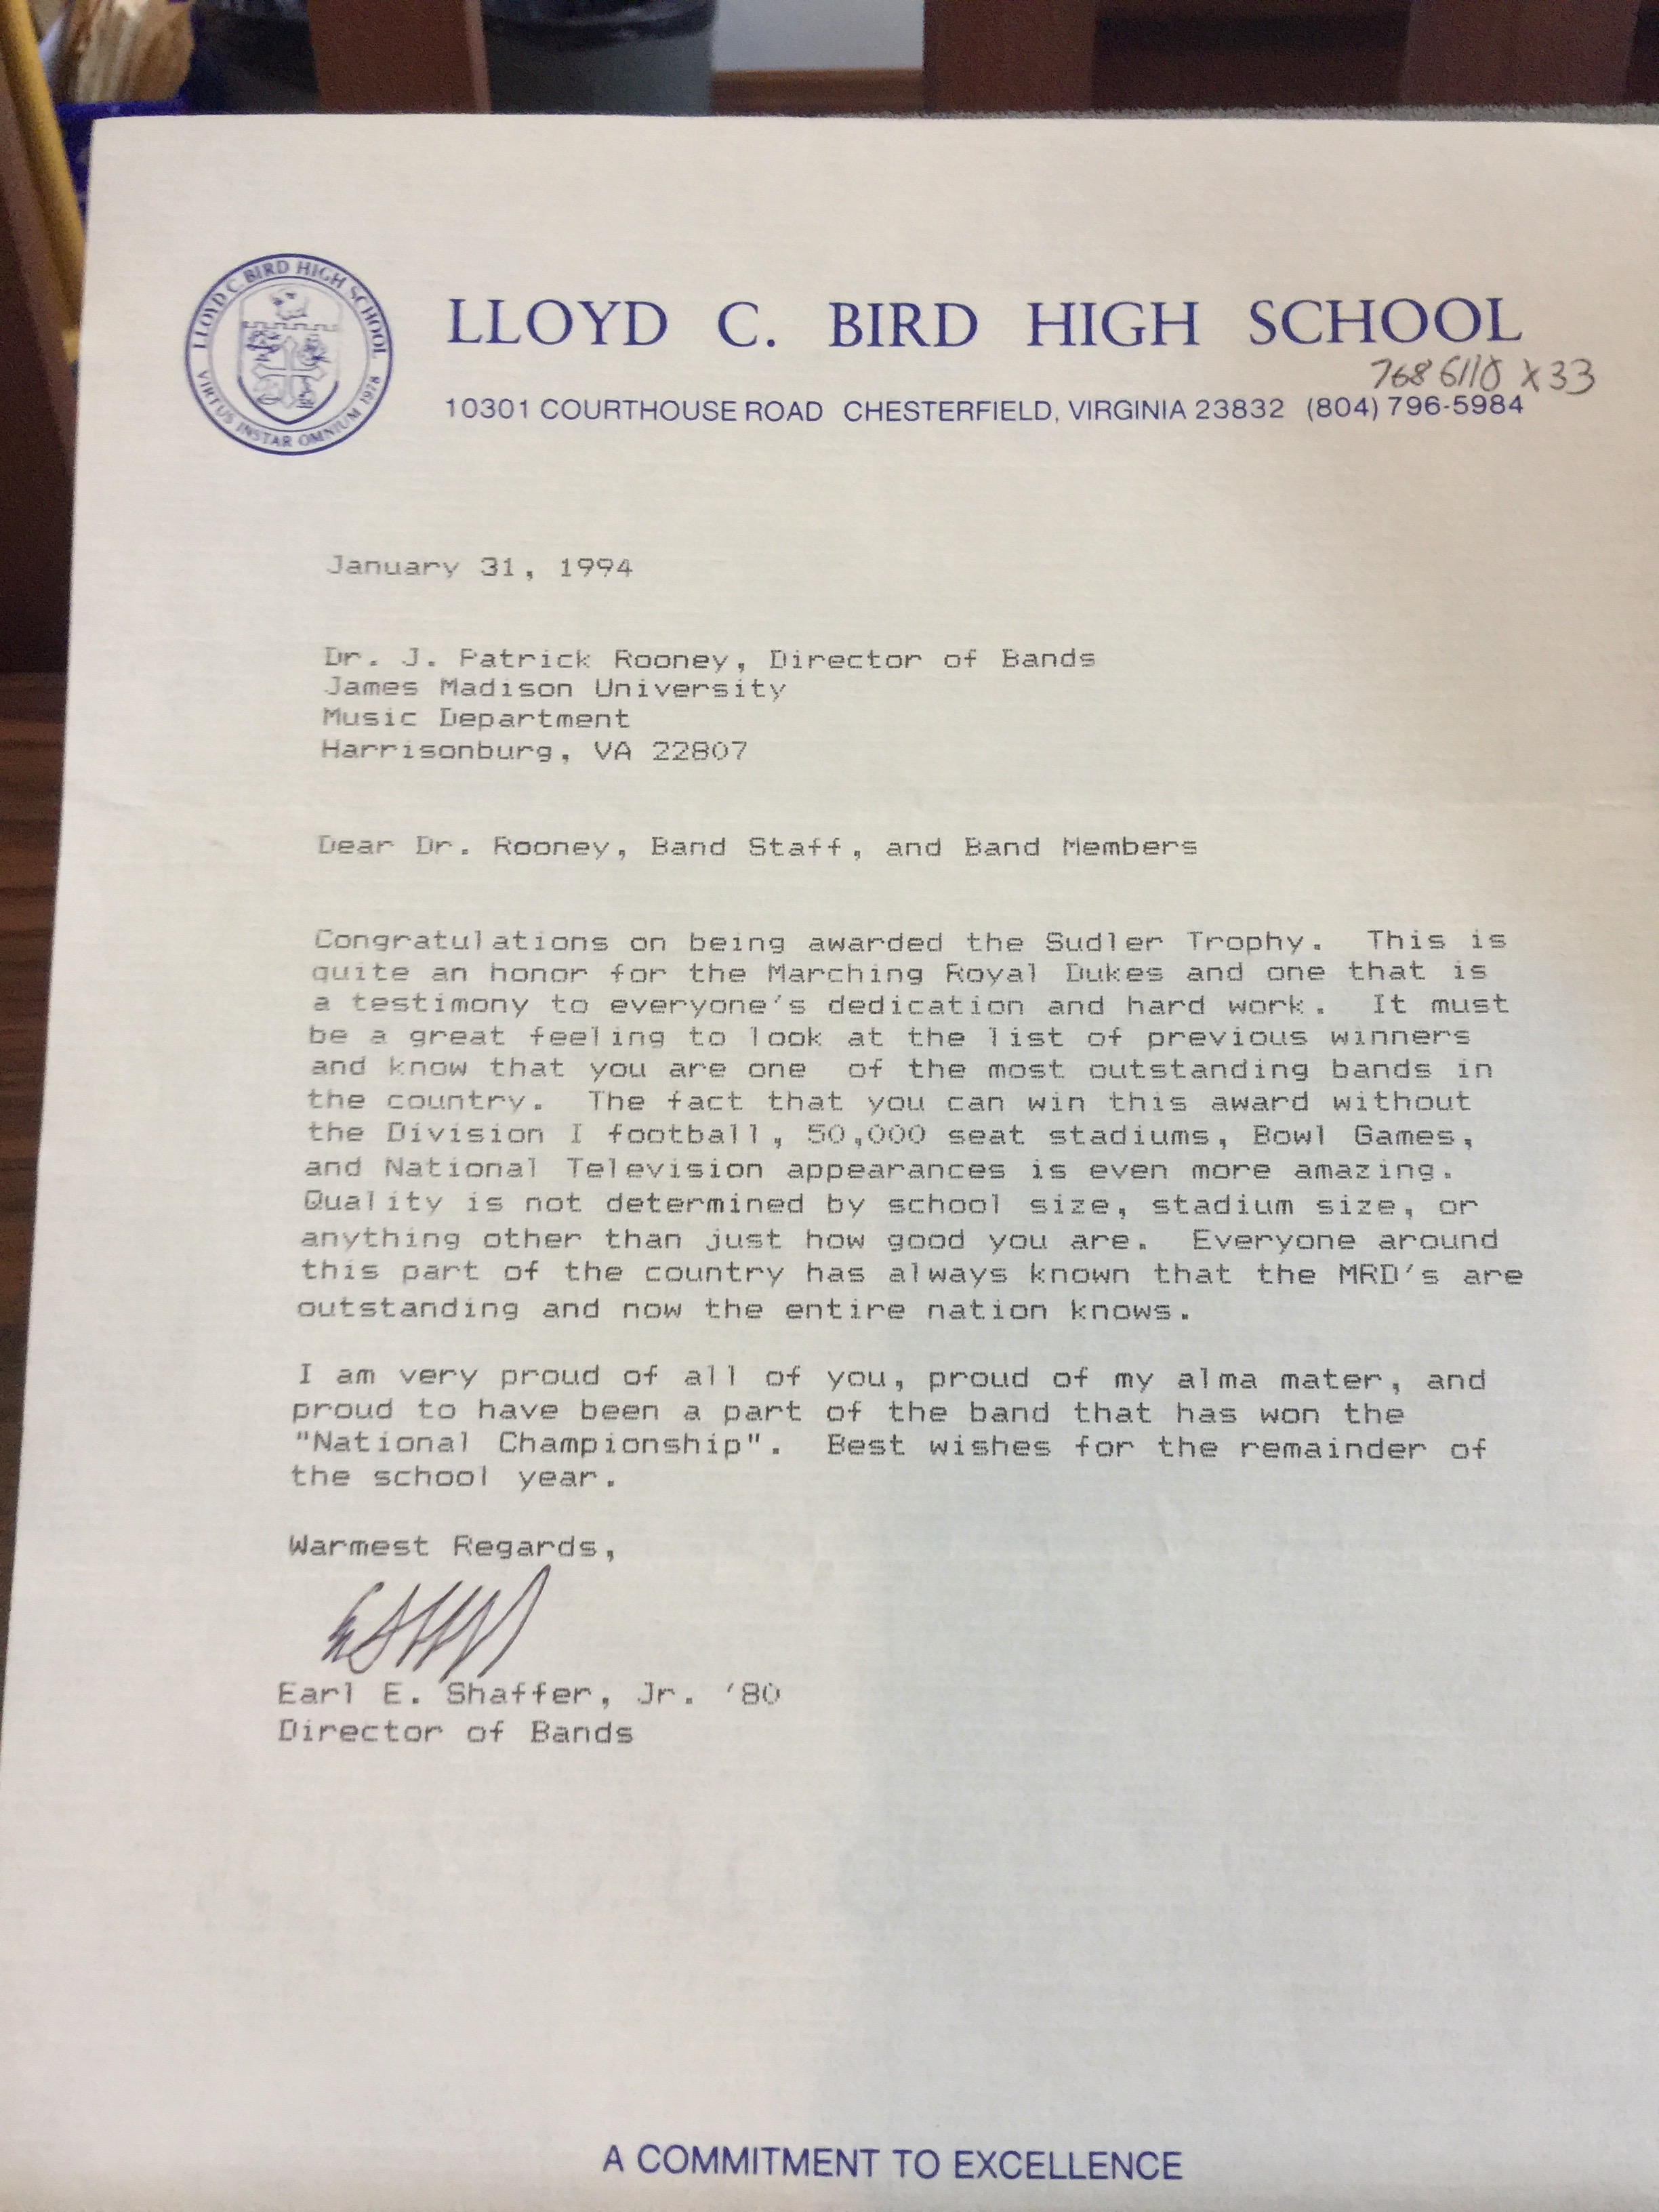 LLOYD C. BIRD HIGH SCHOOL
VIRTUS INSTAR OMNIUM 1978
LLOYD C. BIRD HIGH SCHOOL
768 6110 x33
10301 COURTHOUSE ROAD CHESTERFIELD, VIRGINIA 23832 (804) 796-5984
January 31, 1994
Dr. J. Patrick Rooney, Director of Bands
James Madison University
Music Department
Harrisonburg, VA 22807
Dear Dr. Rooney, Band Staff, and Band Members
Congratulations on being awarded the Sudler Trophy. This is
quite an honor for the Marching Royal Dukes and one that is
a testimony to everyone's dedication and hard work. It must
be a great feeling to look at the list of previous winners
and know that you are one of the most outstanding bands in
the country. The fact that you can win this award without
the Division I football, 50,000 seat stadiums, Bowl Games,
and National Television appearances is even more amazing.
Quality is not determined by school size, stadium size, or
anything other than just how good you are. Everyone around
this part of the country has always known that the MRD's are
outstanding and now the entire nation knows.
I am very proud of all of you, proud of my alma mater, and
proud to have been a part of the band that has won the
"National Championship". Best wishes for the remainder of
the school year.
Warmest Regards,
Earl E. Shaffer, Jr. '80
Director of Bands
A COMMITMENT TO EXCELLENCE